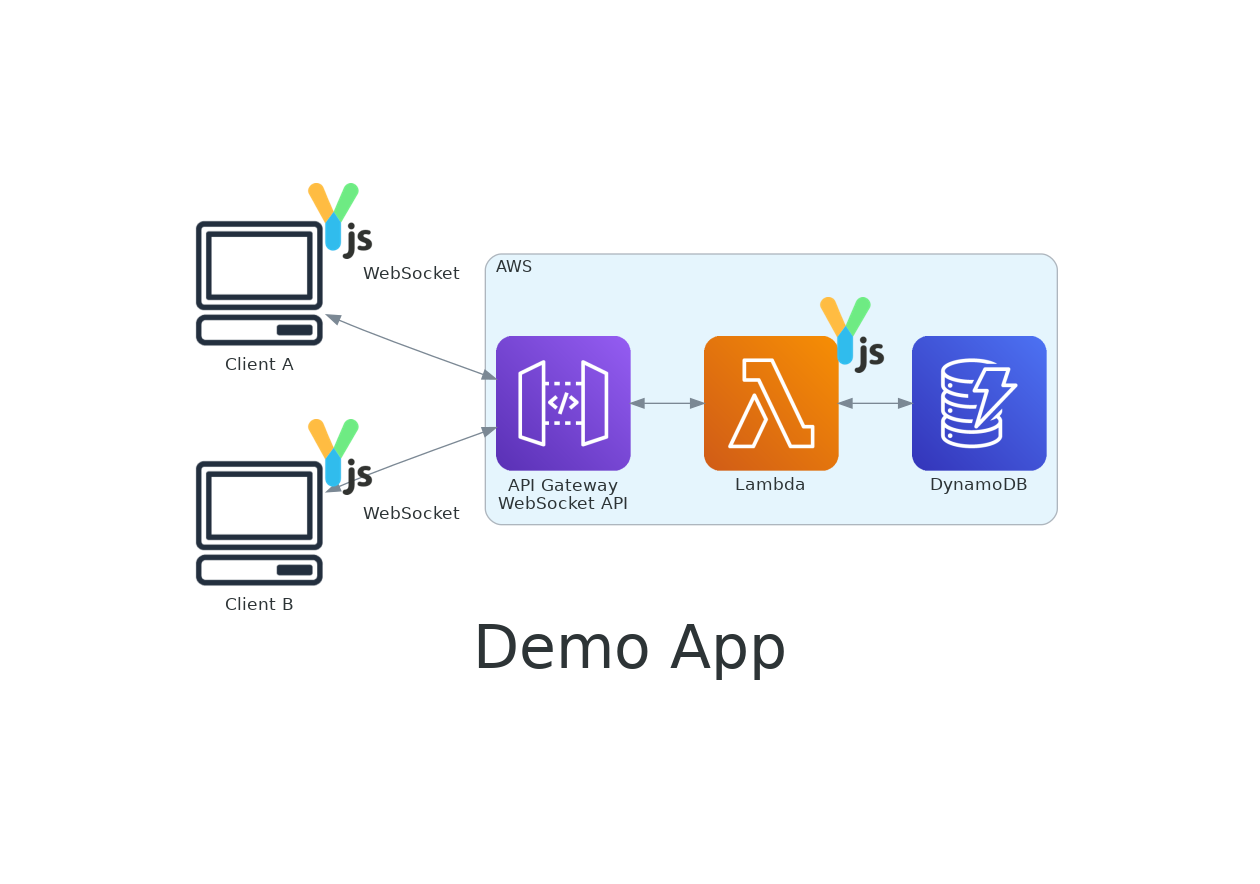 js
WebSocket
Client A
js
WebSocket
Client B
AWS
API Gateway
WebSocket API
js
Lambda
DynamoDB
Demo App